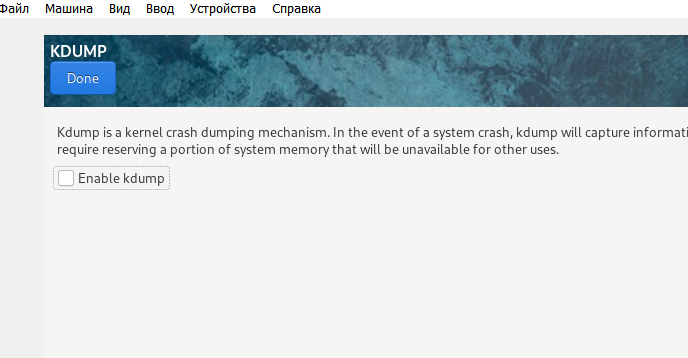 Файл Машина Вид Ввод Устройства Справка
KDUMP
Done
Kdump is a kernel crash dumping mechanism. In the event of a system crash, kdump will capture
require reserving a portion of system memory that will be unavailable for other uses.
Enable kdump